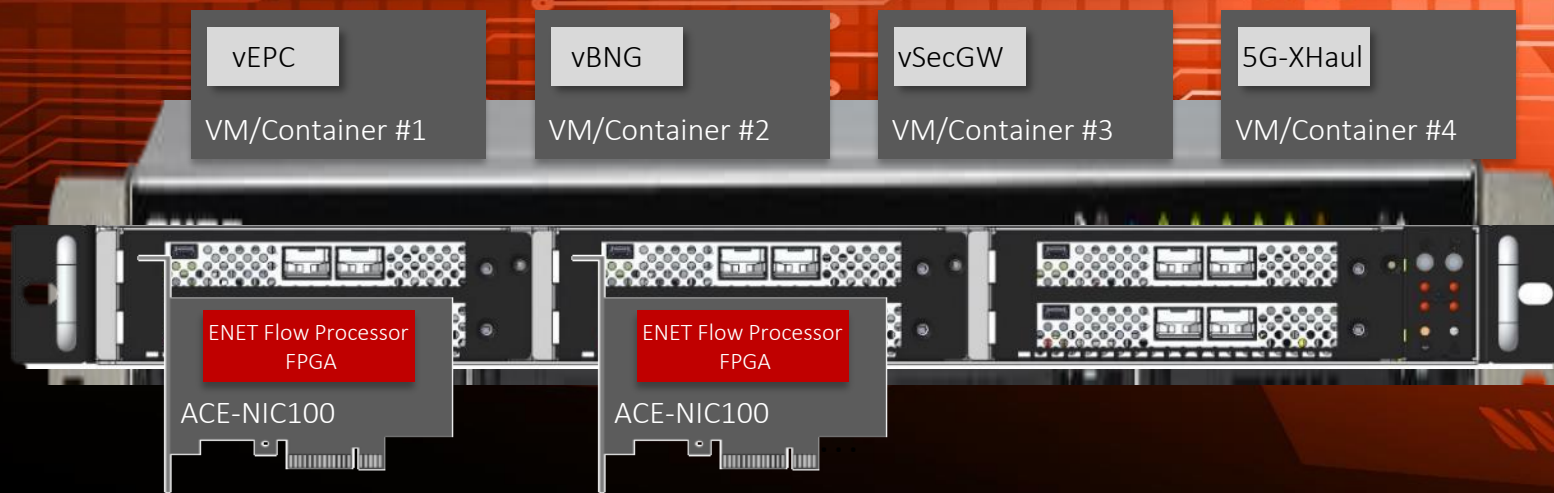 vEPC
VM/Container #1
vBNG
VM/Container #2
vSecGW
VM/Container #3
5G-XHaul
VM/Container #4
ENET Flow Processor
FPGA
ACE-NIC100
ENET Flow Processor
FPGA
ACE-NIC100